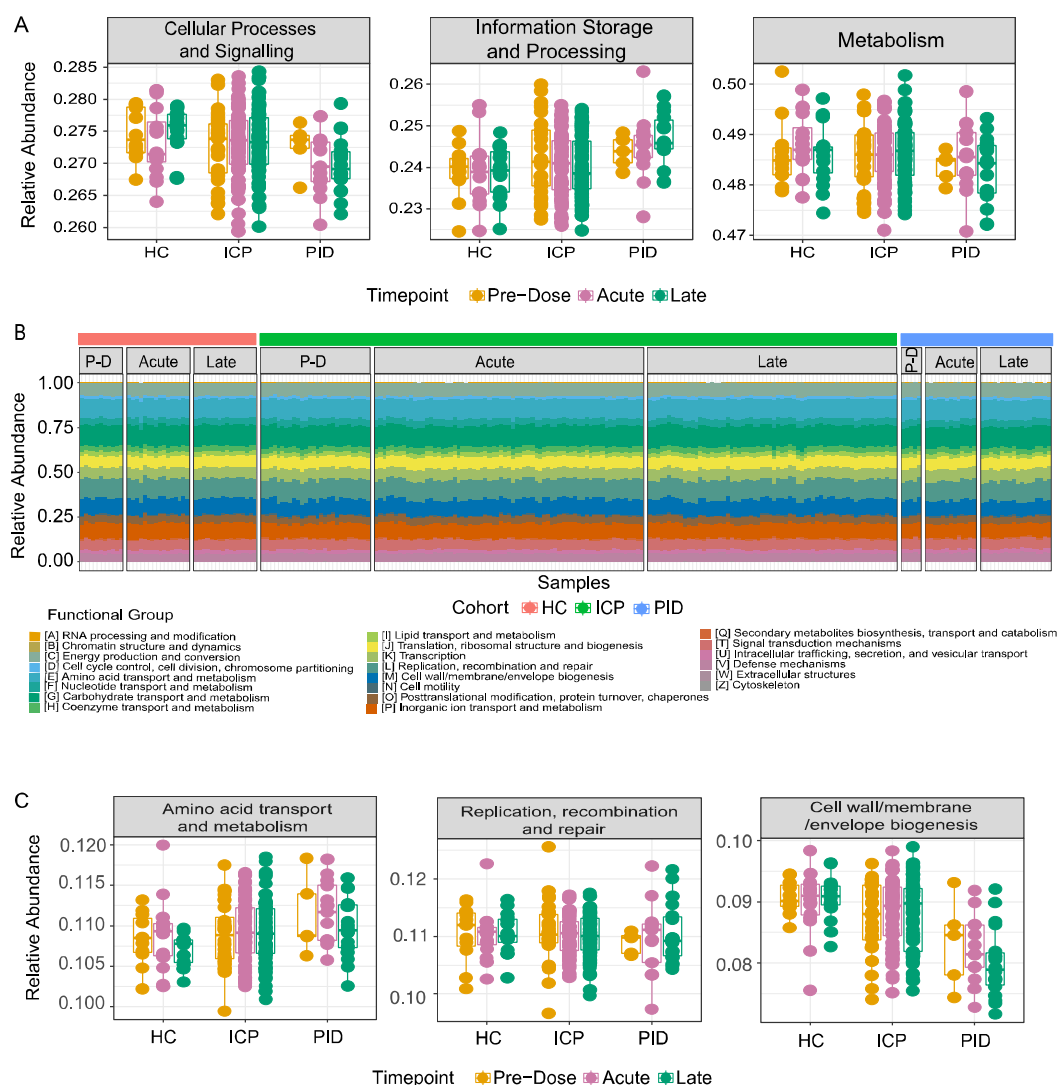 A
Cellular Processes
and Signalling
Information Storage
and Processing
Metabolism
Relative Abundance
0.285
0.280
0.275
0.270
0.265
0.260
0.26
0.25
0.24
0.23
0.50
0.49
0.48
0.47
HC ICP PID
HC ICP PID
HC ICP PID
Timepoint Pre-Dose Acute Late
B
P-D Acute Late P-D Acute Late P-D Acute Late
Relative Abundance
1.00
0.75
0.50
0.25
0.00
Samples
Cohort HC ICP PID
Functional Group
[A] RNA processing and modification
[B] Chromatin structure and dynamics
[C] Energy production and conversion
[D] Cell cycle control, cell division, chromosome partitioning
[E] Amino acid transport and metabolism
[F] Nucleotide transport and metabolism
[G] Carbohydrate transport and metabolism
[H] Coenzyme transport and metabolism
[I] Lipid transport and metabolism
[J] Translation, ribosomal structure and biogenesis
[K] Transcription
[L] Replication, recombination and repair
[M] Cell wall/membrane/envelope biogenesis
[N] Cell motility
[O] Posttranslational modification, protein turnover, chaperones
[P] Inorganic ion transport and metabolism
[Q] Secondary metabolites biosynthesis, transport and catabolism
[T] Signal transduction mechanisms
[U] Intracellular trafficking, secretion, and vesicular transport
[V] Defense mechanisms
[W] Extracellular structures
[Z] Cytoskeleton
C
Amino acid transport
and metabolism
Replication, recombination
and repair
Cell wall/membrane
/envelope biogenesis
Relative Abundance
0.120
0.115
0.110
0.105
0.100
0.12
0.11
0.10
0.10
0.09
0.08
HC ICP PID
HC ICP PID
HC ICP PID
Timepoint Pre-Dose Acute Late